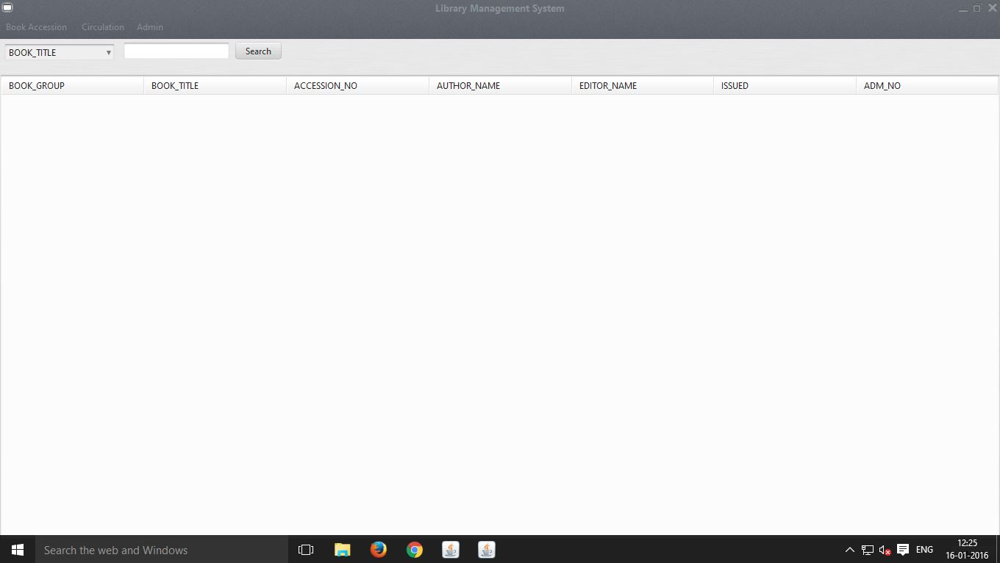 Library Management System
Book Accession Circulation Admin
BOOK_TITLE Search
BOOK_GROUP BOOK_TITLE ACCESSION_NO AUTHOR_NAME EDITOR_NAME ISSUED ADM_NO
Search the web and Windows ENG 12:25
16-01-2016